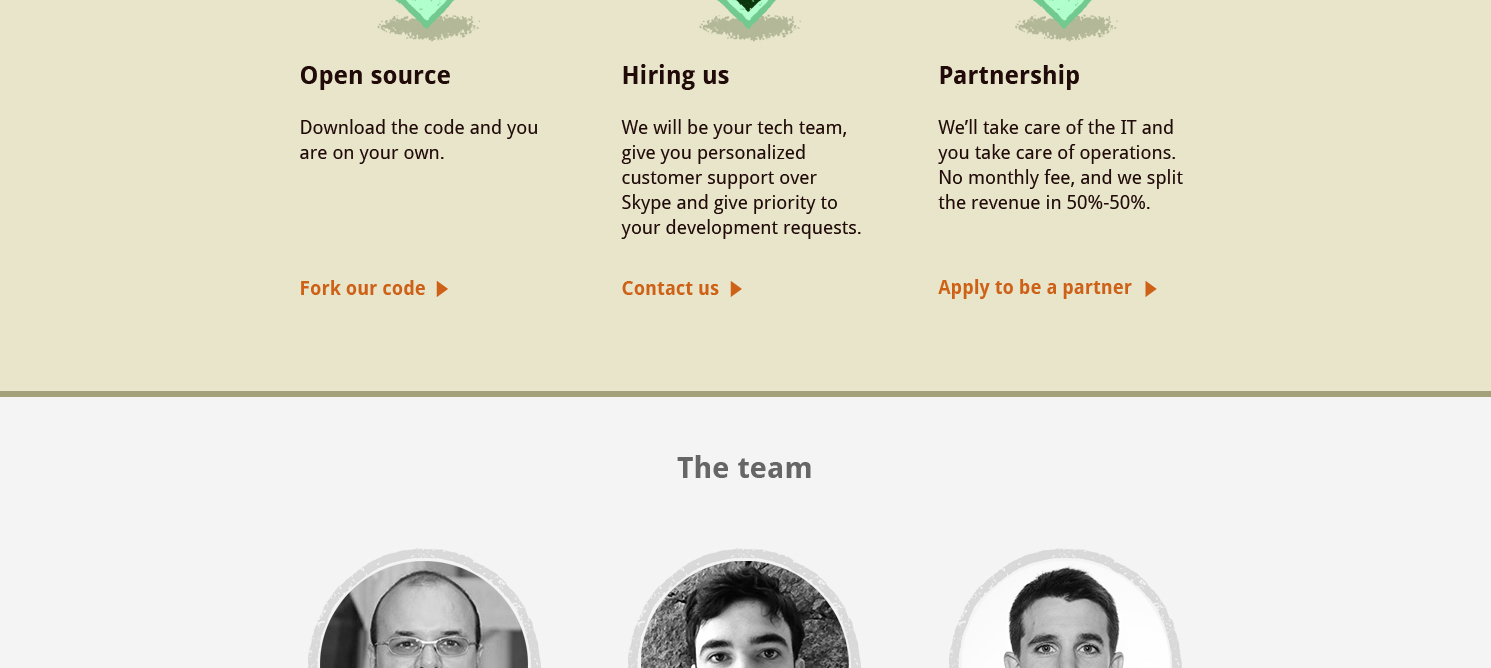 Open source
Download the code and you
are on your own.
Fork our code
Hiring us
We will be your tech team,
give you personalized
customer support over
Skype and give priority to
your development requests.
Contact us
Partnership
We’ll take care of the IT and
you take care of operations.
No monthly fee, and we split
the revenue in 50%-50%.
Apply to be a partner
The team